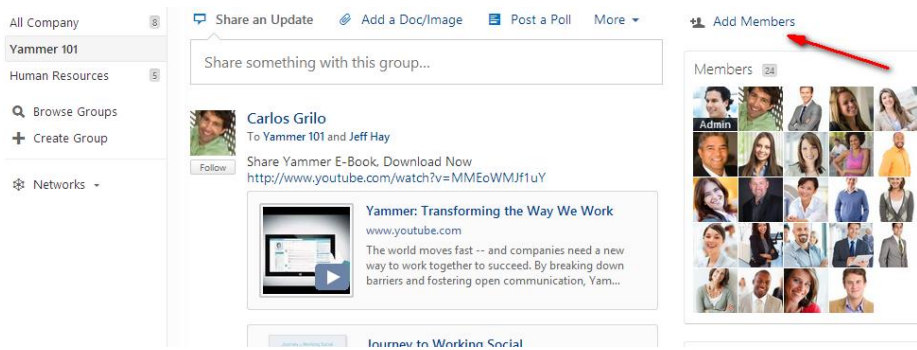 All Company 8
Yammer 101
Human Resources 5
Browse Groups
Create Group
Networks
Share an Update Add a Doc/Image Post a Poll More
Share something with this group...
Carlos Grilo
To Yammer 101 and Jeff Hay
Follow
Share Yammer E-Book, Download Now
http://www.youtube.com/watch?v=MMEoWMJf1uY
Yammer: Transforming the Way We Work
www.youtube.com
The world moves fast -- and companies need a new
way to work together to succeed. By breaking down
barriers and fostering open communication, Yam...
Journey to Working Social
Add Members
Members 24
Admin